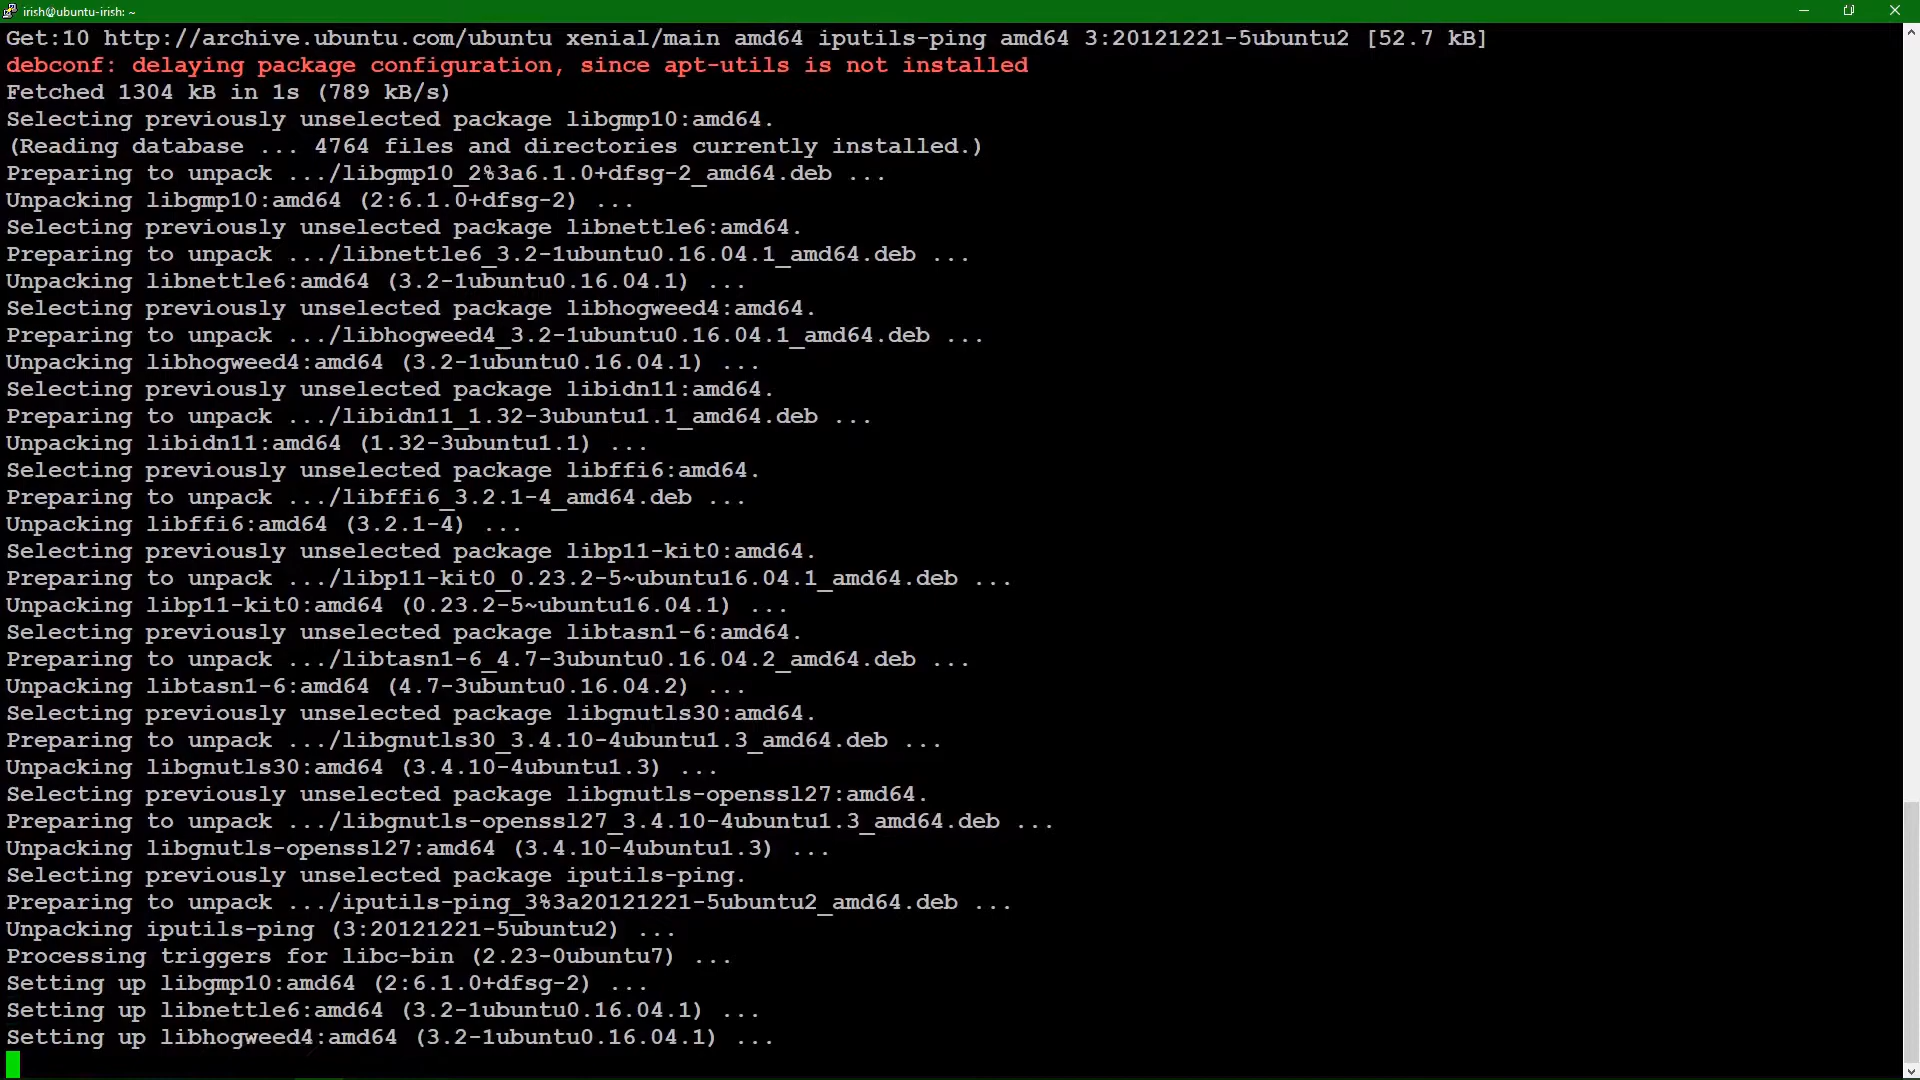 irish@ubuntu-irish: ~
Get:10 http://archive.ubuntu.com/ubuntu xenial/main amd64 iputils-ping amd64 3:20121221-5ubuntu2 [52.7 kB]
debconf: delaying package configuration, since apt-utils is not installed
Fetched 1304 kB in 1s (789 kB/s)
Selecting previously unselected package libgmp10:amd64.
(Reading database ... 4764 files and directories currently installed.)
Preparing to unpack .../libgmp10_2%3a6.1.0+dfsg-2_amd64.deb ...
Unpacking libgmp10:amd64 (2:6.1.0+dfsg-2) ...
Selecting previously unselected package libnettle6:amd64.
Preparing to unpack .../libnettle6_3.2-1ubuntu0.16.04.1_amd64.deb ...
Unpacking libnettle6:amd64 (3.2-1ubuntu0.16.04.1) ...
Selecting previously unselected package libhogweed4:amd64.
Preparing to unpack .../libhogweed4_3.2-1ubuntu0.16.04.1_amd64.deb ...
Unpacking libhogweed4:amd64 (3.2-1ubuntu0.16.04.1) ...
Selecting previously unselected package libidn11:amd64.
Preparing to unpack .../libidn11_1.32-3ubuntu1.1_amd64.deb ...
Unpacking libidn11:amd64 (1.32-3ubuntu1.1) ...
Selecting previously unselected package libffi6:amd64.
Preparing to unpack .../libffi6_3.2.1-4_amd64.deb ...
Unpacking libffi6:amd64 (3.2.1-4) ...
Selecting previously unselected package libp11-kit0:amd64.
Preparing to unpack .../libp11-kit0_0.23.2-5~ubuntu16.04.1_amd64.deb ...
Unpacking libp11-kit0:amd64 (0.23.2-5~ubuntu16.04.1) ...
Selecting previously unselected package libtasn1-6:amd64.
Preparing to unpack .../libtasn1-6_4.7-3ubuntu0.16.04.2_amd64.deb ...
Unpacking libtasn1-6:amd64 (4.7-3ubuntu0.16.04.2) ...
Selecting previously unselected package libgnutls30:amd64.
Preparing to unpack .../libgnutls30_3.4.10-4ubuntu1.3_amd64.deb ...
Unpacking libgnutls30:amd64 (3.4.10-4ubuntu1.3) ...
Selecting previously unselected package libgnutls-openssl27:amd64.
Preparing to unpack .../libgnutls-openssl27_3.4.10-4ubuntu1.3_amd64.deb ...
Unpacking libgnutls-openssl27:amd64 (3.4.10-4ubuntu1.3) ...
Selecting previously unselected package iputils-ping.
Preparing to unpack .../iputils-ping_3%3a20121221-5ubuntu2_amd64.deb ...
Unpacking iputils-ping (3:20121221-5ubuntu2) ...
Processing triggers for libc-bin (2.23-0ubuntu7) ...
Setting up libgmp10:amd64 (2:6.1.0+dfsg-2) ...
Setting up libnettle6:amd64 (3.2-1ubuntu0.16.04.1) ...
Setting up libhogweed4:amd64 (3.2-1ubuntu0.16.04.1) ...